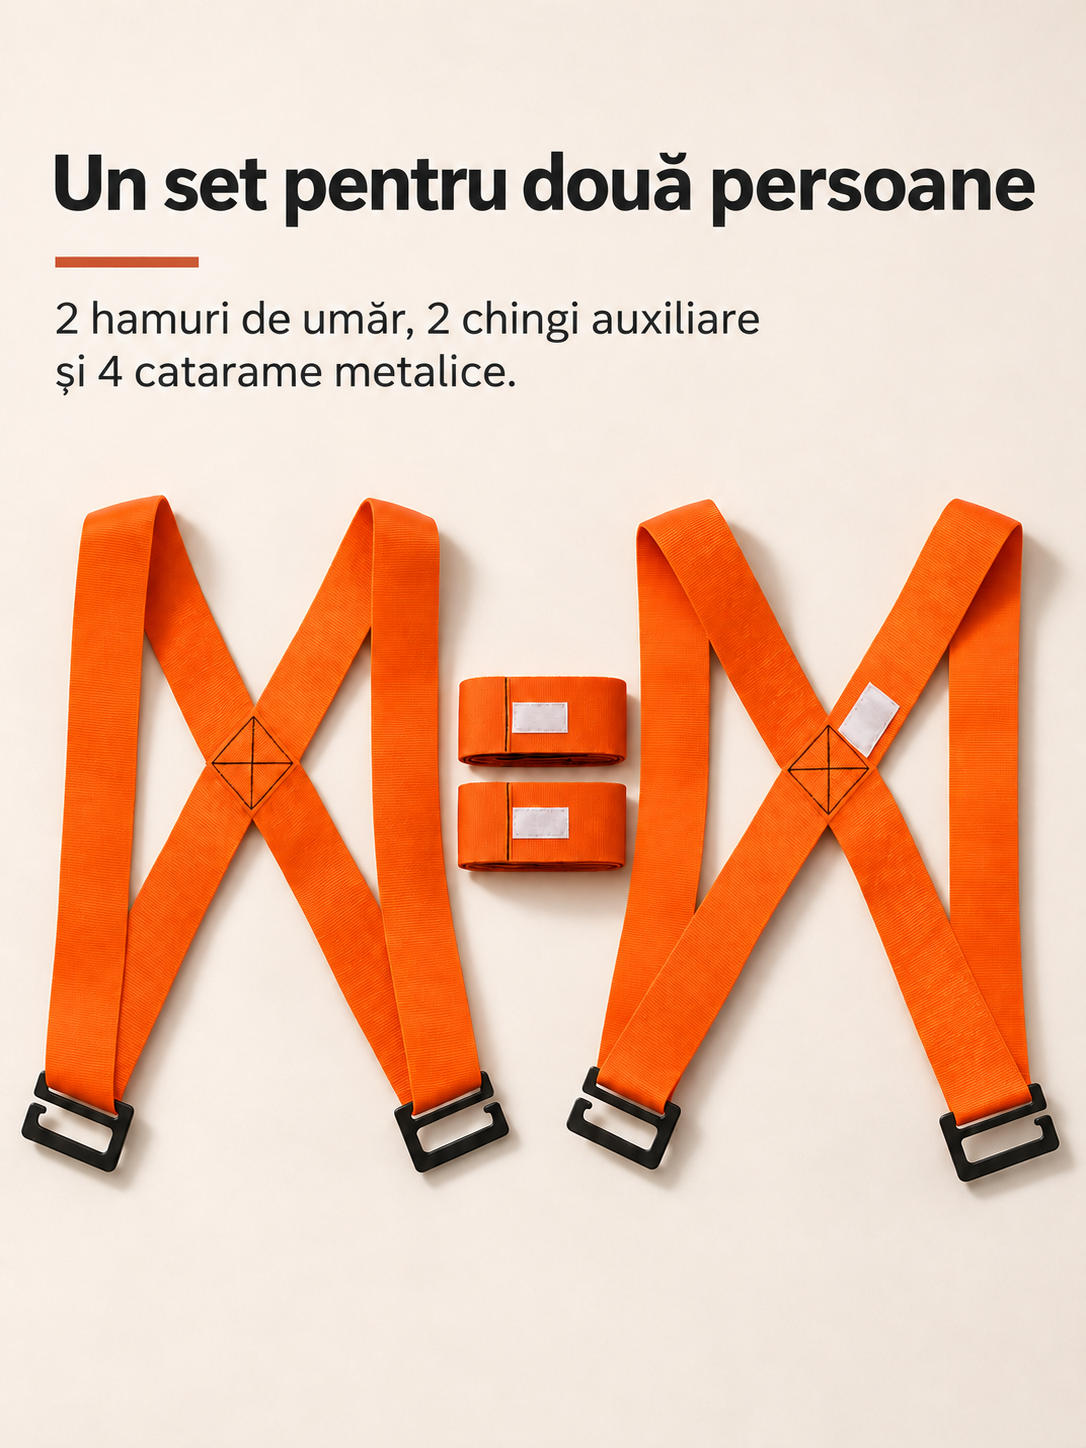 Un set pentru două persoane
2 hamuri de umăr, 2 chingi auxiliare
și 4 catarame metalice.